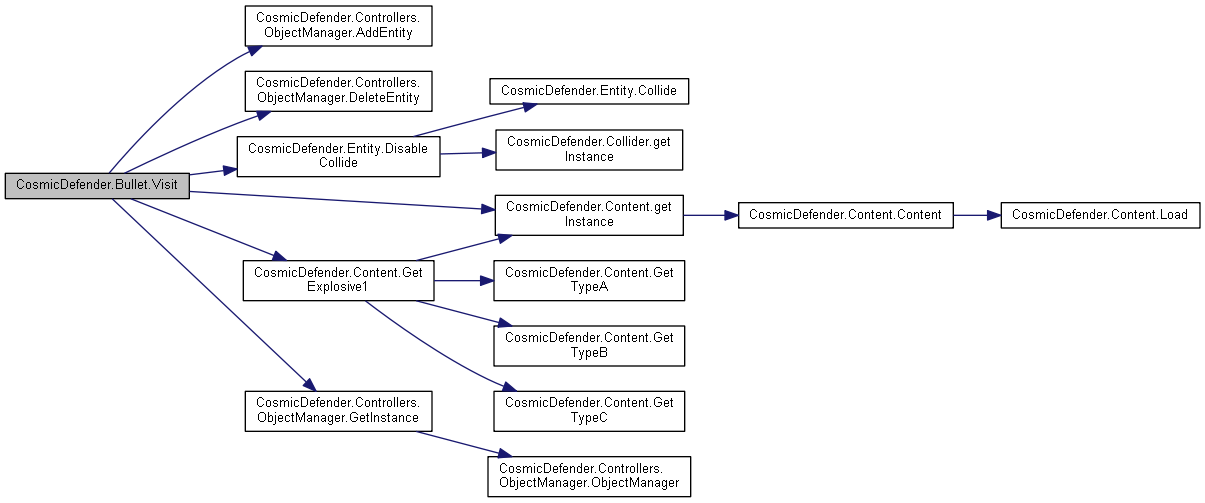 CosmicDefender.Bullet.Visit
CosmicDefender.Controllers.
ObjectManager.AddEntity
CosmicDefender.Controllers.
ObjectManager.DeleteEntity
CosmicDefender.Entity.Disable
Collide
CosmicDefender.Entity.Collide
CosmicDefender.Collider.get
Instance
CosmicDefender.Content.get
Instance
CosmicDefender.Content.Content
CosmicDefender.Content.Load
CosmicDefender.Content.Get
Explosive1
CosmicDefender.Content.Get
TypeA
CosmicDefender.Content.Get
TypeB
CosmicDefender.Content.Get
TypeC
CosmicDefender.Controllers.
ObjectManager.GetInstance
CosmicDefender.Controllers.
ObjectManager.ObjectManager